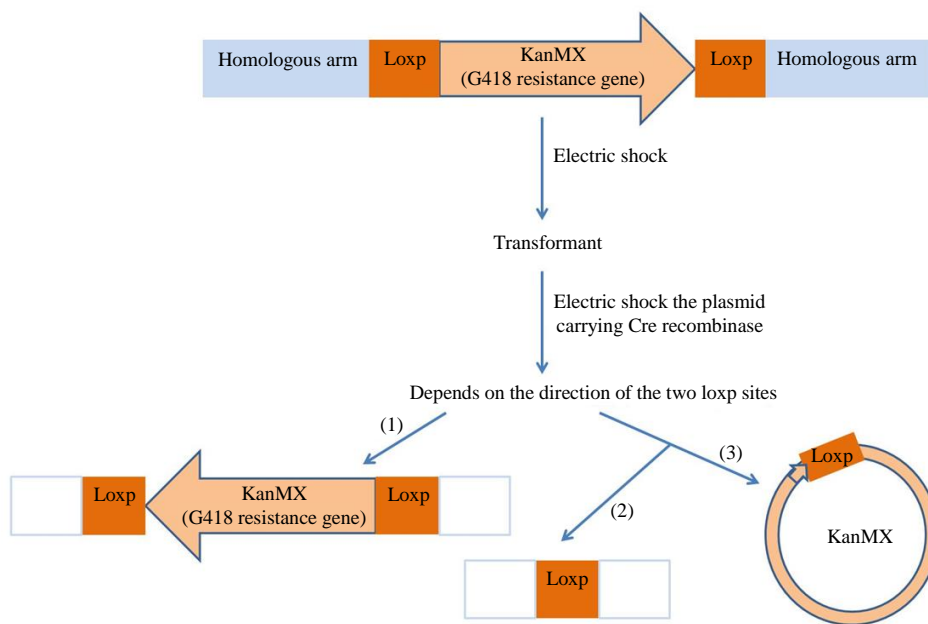 Homologous arm
Loxp
KanMX
(G418 resistance gene)
Loxp
Homologous arm
Electric shock
Transformant
Electric shock the plasmid
carrying Cre recombinase
Depends on the direction of the two loxp sites
(1)
(2)
(3)
Loxp
KanMX
(G418 resistance gene)
Loxp
Loxp
Loxp
KanMX